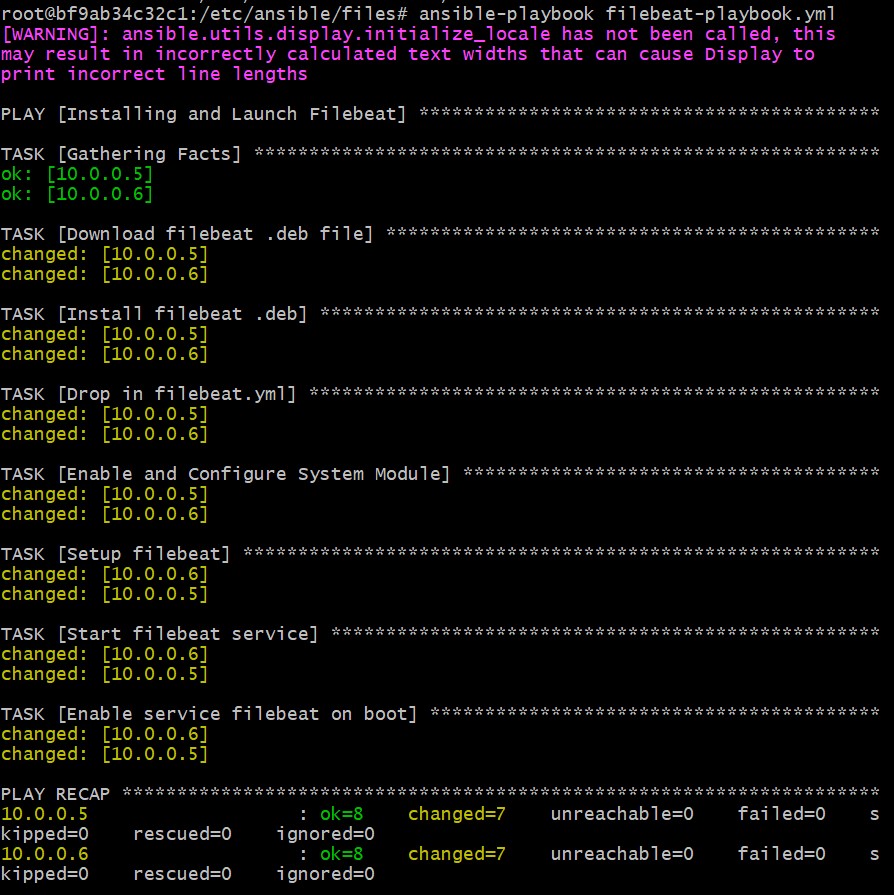 root@bf9ab34c32c1:/etc/ansible/files# ansible-playbook filebeat-playbook.yml
[WARNING]: ansible.utils.display.initialize_locale has not been called, this
may result in incorrectly calculated text widths that can cause Display to
print incorrect line lengths
PLAY [Installing and Launch Filebeat] ******************************************
TASK [Gathering Facts] *********************************************************
ok: [10.0.0.5]
ok: [10.0.0.6]
TASK [Download filebeat .deb file] *********************************************
changed: [10.0.0.5]
changed: [10.0.0.6]
TASK [Install filebeat .deb] ***************************************************
changed: [10.0.0.5]
changed: [10.0.0.6]
TASK [Drop in filebeat.yml] ****************************************************
changed: [10.0.0.5]
changed: [10.0.0.6]
TASK [Enable and Configure System Module] **************************************
changed: [10.0.0.5]
changed: [10.0.0.6]
TASK [Setup filebeat] **********************************************************
changed: [10.0.0.6]
changed: [10.0.0.5]
TASK [Start filebeat service] **************************************************
changed: [10.0.0.6]
changed: [10.0.0.5]
TASK [Enable service filebeat on boot] *****************************************
changed: [10.0.0.6]
changed: [10.0.0.5]
PLAY RECAP *********************************************************************
10.0.0.5                   : ok=8    changed=7    unreachable=0    failed=0    s
kipped=0    rescued=0    ignored=0
10.0.0.6                   : ok=8    changed=7    unreachable=0    failed=0    s
kipped=0    rescued=0    ignored=0